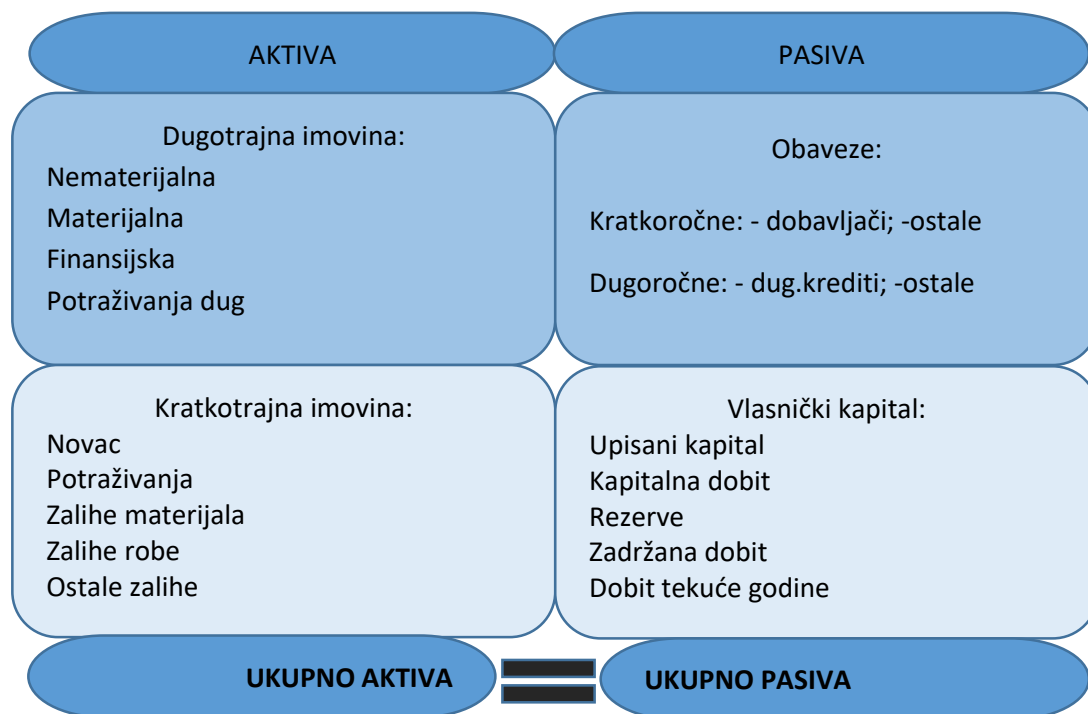 AKTIVA
PASIVA
Dugotrajna imovina:
Nematerijalna
Materijalna
Finansijska
Potraživanja dug
Obaveze:
Kratkoročne: - dobavljači; -ostale
Dugoročne: - dug.krediti; -ostale
Kratkotrajna imovina:
Novac
Potraživanja
Zalihe materijala
Zalihe robe
Ostale zalihe
Vlasnički kapital:
Upisani kapital
Kapitalna dobit
Rezerve
Zadržana dobit
Dobit tekuće godine
UKUPNO AKTIVA
UKUPNO PASIVA